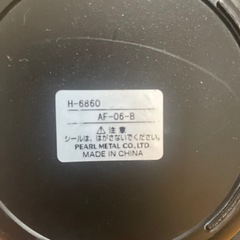 H-6860
AF-06-B
⚠注意
シールは、はがさないでください。
PEARL METAL CO., LTD.
MADE IN CHINA